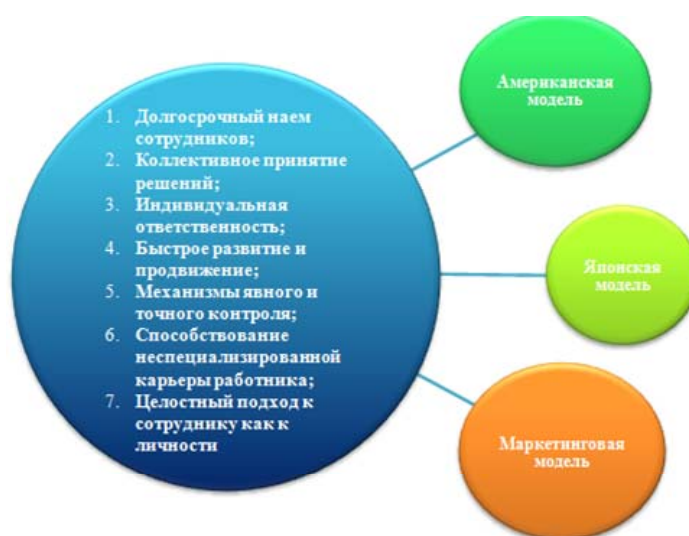 1. Долгосрочный наем
сотрудников;
2. Коллективное принятие
решений;
3. Индивидуальная
ответственность;
4. Быстрое развитие и
продвижение;
5. Механизмы явного и
точного контроля;
6. Способствование
неспециализированной
карьеры работника;
7. Целостный подход к
сотруднику как к
личности
Американская
модель
Японская
модель
Маркетинговая
модель